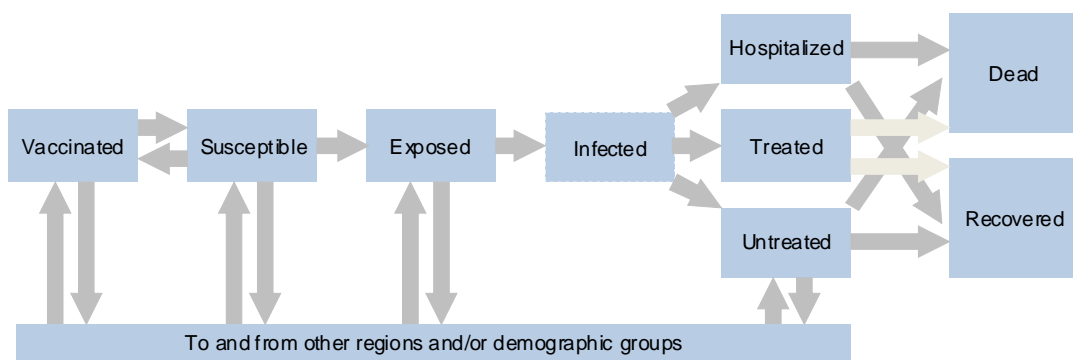 Hospitalized
Dead
Vaccinated
Susceptible
Exposed
Infected
Treated
Recovered
Untreated
To and from other regions and/or demographic groups